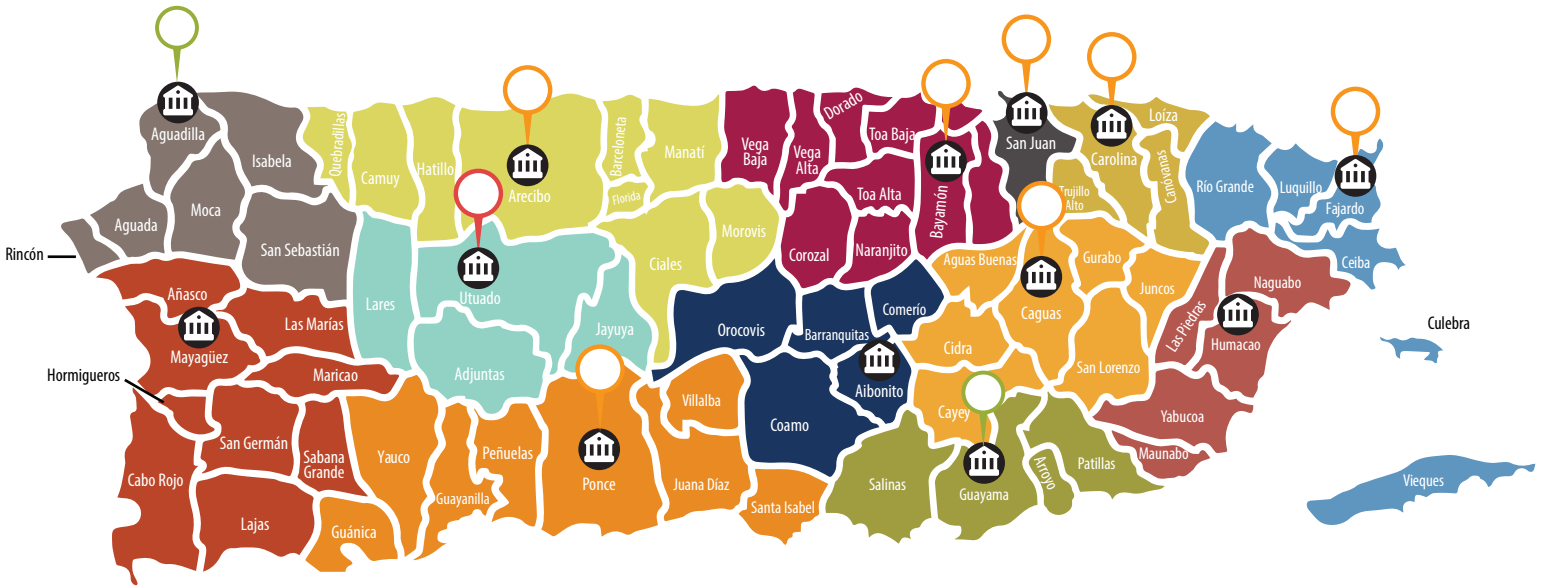 Aguadilla
Isabela
Quebradillas
Camuy
Hatillo
Arecibo
Barceloneta
Florida
Manatí
Vega
Baja
Vega
Alta
Dorado
Toa Baja
Toa Alta
Bayamón
San Juan
Carolina
Loíza
Canovanas
Trujillo
Alto
Río Grande
Luquillo
Fajardo
Ceiba
Rincón
Aguada
Moca
San Sebastián
Lares
Utuado
Ciales
Morovis
Corozal
Naranjito
Aguas Buenas
Gurabo
Juncos
Naguabo
Añasco
Las Marías
Mayagüez
Hormigueros
Maricao
Adjuntas
Jayuya
Orocovis
Barranquitas
Comerío
Cidra
Caguas
San Lorenzo
Las Piedras
Humacao
Culebra
Villalba
Coamo
Aibonito
Cayey
Yabucoa
Maunabo
Cabo Rojo
San Germán
Sabana
Grande
Yauco
Peñuelas
Guayanilla
Ponce
Juana Díaz
Santa Isabel
Salinas
Guayama
Arroyo
Patillas
Lajas
Guánica
Vieques